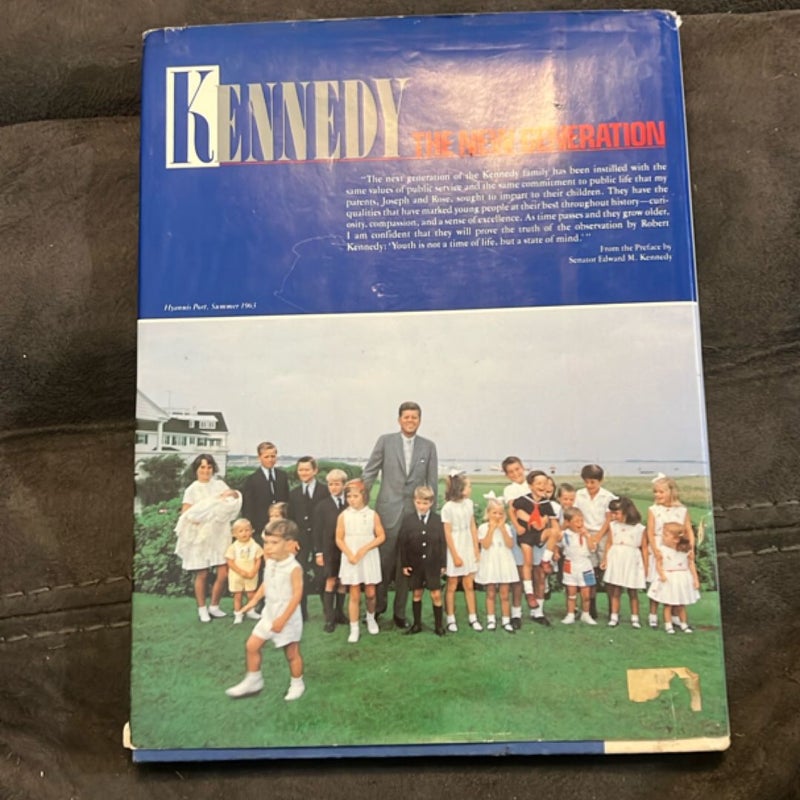 KENNEDY
THE NEW GENERATION
"The next generation of the Kennedy family has been instilled with the
same values of public service and the same commitment to public life that my
parents, Joseph and Rose, sought to impart to their children. They have the
qualities that have marked young people at their best throughout history—curi-
osity, compassion, and a sense of excellence. As time passes and they grow older,
I am confident that they will prove the truth of the observation by Robert
Kennedy: 'Youth is not a time of life, but a state of mind.'"
From the Preface by
Senator Edward M. Kennedy
Hyannis Port, Summer 1963